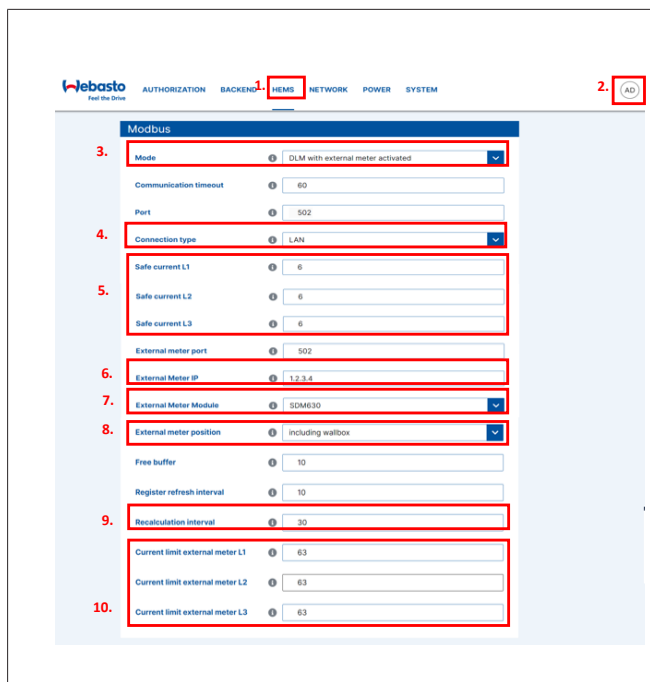 webasto
Feel the Drive
AUTHORIZATION BACKEND 1. HEMS NETWORK POWER SYSTEM 2. AD
Modbus
3. Mode i DLM with external meter activated
Communication timeout i 60
Port i 502
4. Connection type i LAN
Safe current L1 i 6
5. Safe current L2 i 6
Safe current L3 i 6
External meter port i 502
6. External Meter IP i 1.2.3.4
7. External Meter Module i SDM630
8. External meter position i including wallbox
Free buffer i 10
Register refresh interval i 10
9. Recalculation interval i 30
Current limit external meter L1 i 63
Current limit external meter L2 i 63
10. Current limit external meter L3 i 63